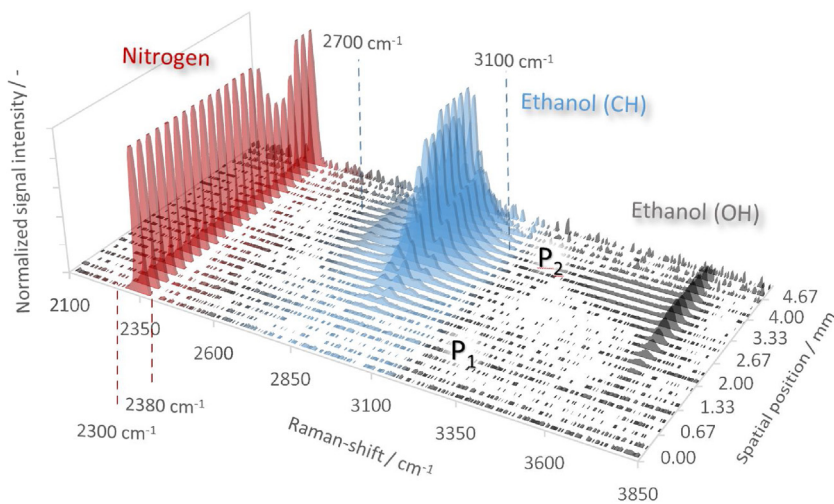 Nitrogen
2700 cm⁻¹
3100 cm⁻¹
Ethanol (CH)
Ethanol (OH)
Normalized signal intensity / -
P₂
P₁
2100
2350
2600
2850
3100
3350
3600
3850
2300 cm⁻¹
2380 cm⁻¹
Raman-shift / cm⁻¹
4.67
4.00
3.33
2.67
2.00
1.33
0.67
0.00
Spatial position / mm